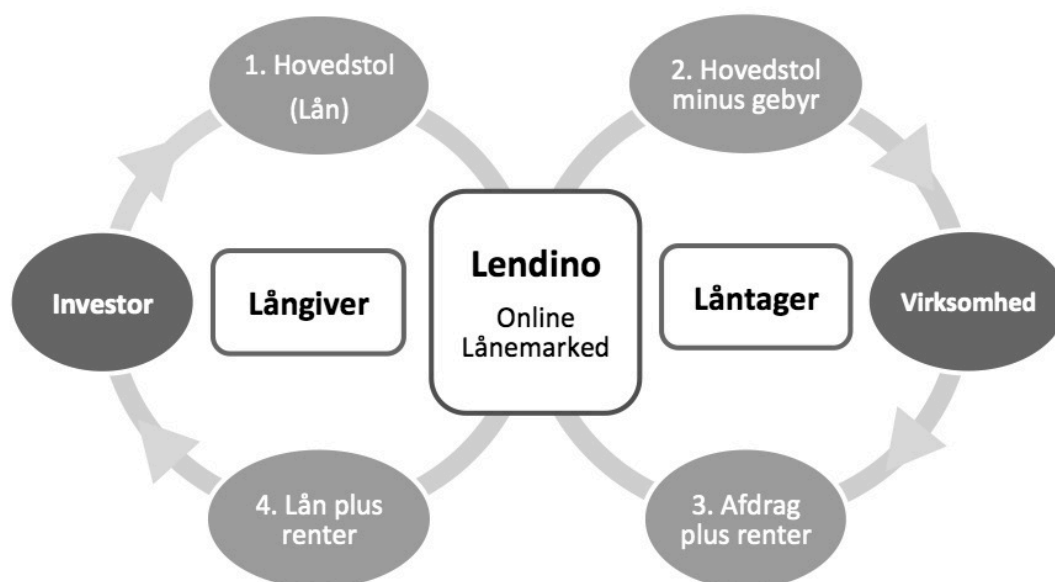 1. Hovedstol
(Lån)
2. Hovedstol
minus gebyr
Investor
Långiver
Lendino
Online
Lånemarked
Låntager
Virksomhed
4. Lån plus
renter
3. Afdrag
plus renter